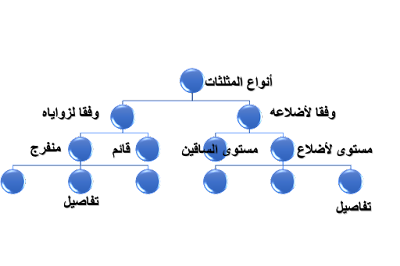 أنواع المثلثات
وفقا لأضلاعه
وفقا لزواياه
مستوى لأضلاع
مستوى الساقين
قائم
منفرج
تفاصيل
تفاصيل